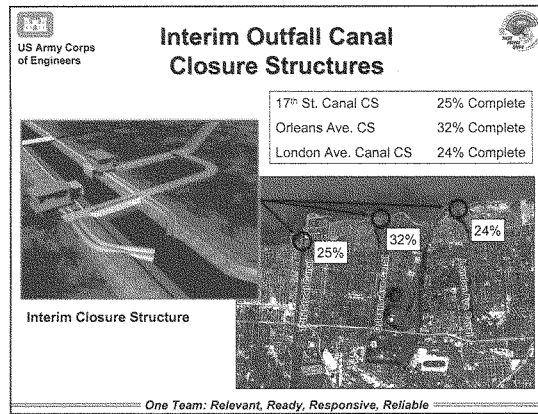 US Army Corps
of Engineers
Interim Outfall Canal
Closure Structures
17th St. Canal CS 25% Complete
Orleans Ave. CS 32% Complete
London Ave. Canal CS 24% Complete
25%
32%
24%
Interim Closure Structure
One Team: Relevant, Ready, Responsive, Reliable